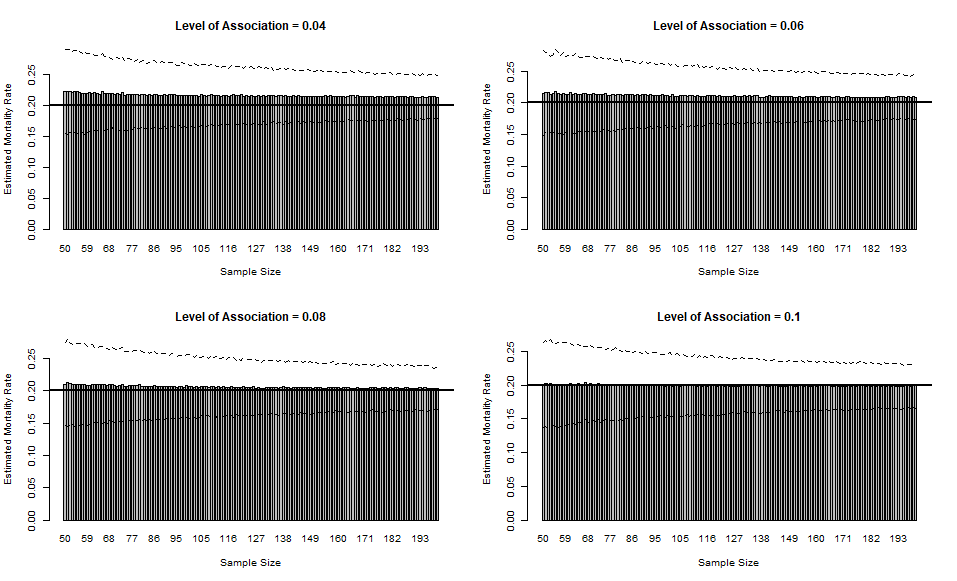 Level of Association = 0.04
Estimated Mortality Rate
0.00 0.05 0.10 0.15 0.20 0.25
50 59 68 77 86 95 105 116 127 138 149 160 171 182 193
Sample Size
Level of Association = 0.06
Estimated Mortality Rate
0.00 0.05 0.10 0.15 0.20 0.25
50 59 68 77 86 95 105 116 127 138 149 160 171 182 193
Sample Size
Level of Association = 0.08
Estimated Mortality Rate
0.00 0.05 0.10 0.15 0.20 0.25
50 59 68 77 86 95 105 116 127 138 149 160 171 182 193
Sample Size
Level of Association = 0.1
Estimated Mortality Rate
0.00 0.05 0.10 0.15 0.20 0.25
50 59 68 77 86 95 105 116 127 138 149 160 171 182 193
Sample Size